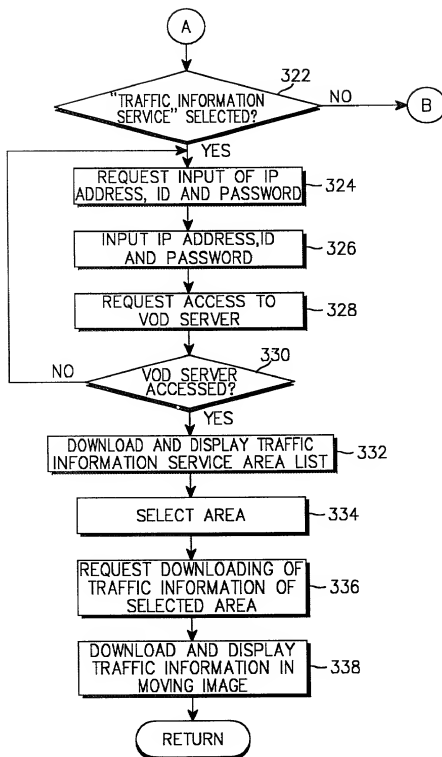 A
322
"TRAFFIC INFORMATION
SERVICE" SELECTED?
NO
B
YES
REQUEST INPUT OF IP
ADDRESS, ID AND PASSWORD
324
INPUT IP ADDRESS,ID
AND PASSWORD
326
REQUEST ACCESS TO
VOD SERVER
328
330
NO
VOD SERVER
ACCESSED?
YES
DOWNLOAD AND DISPLAY TRAFFIC
INFORMATION SERVICE AREA LIST
332
SELECT AREA
334
REQUEST DOWNLOADING OF
TRAFFIC INFORMATION OF
SELECTED AREA
336
DOWNLOAD AND DISPLAY
TRAFFIC INFORMATION IN
MOVING IMAGE
338
RETURN